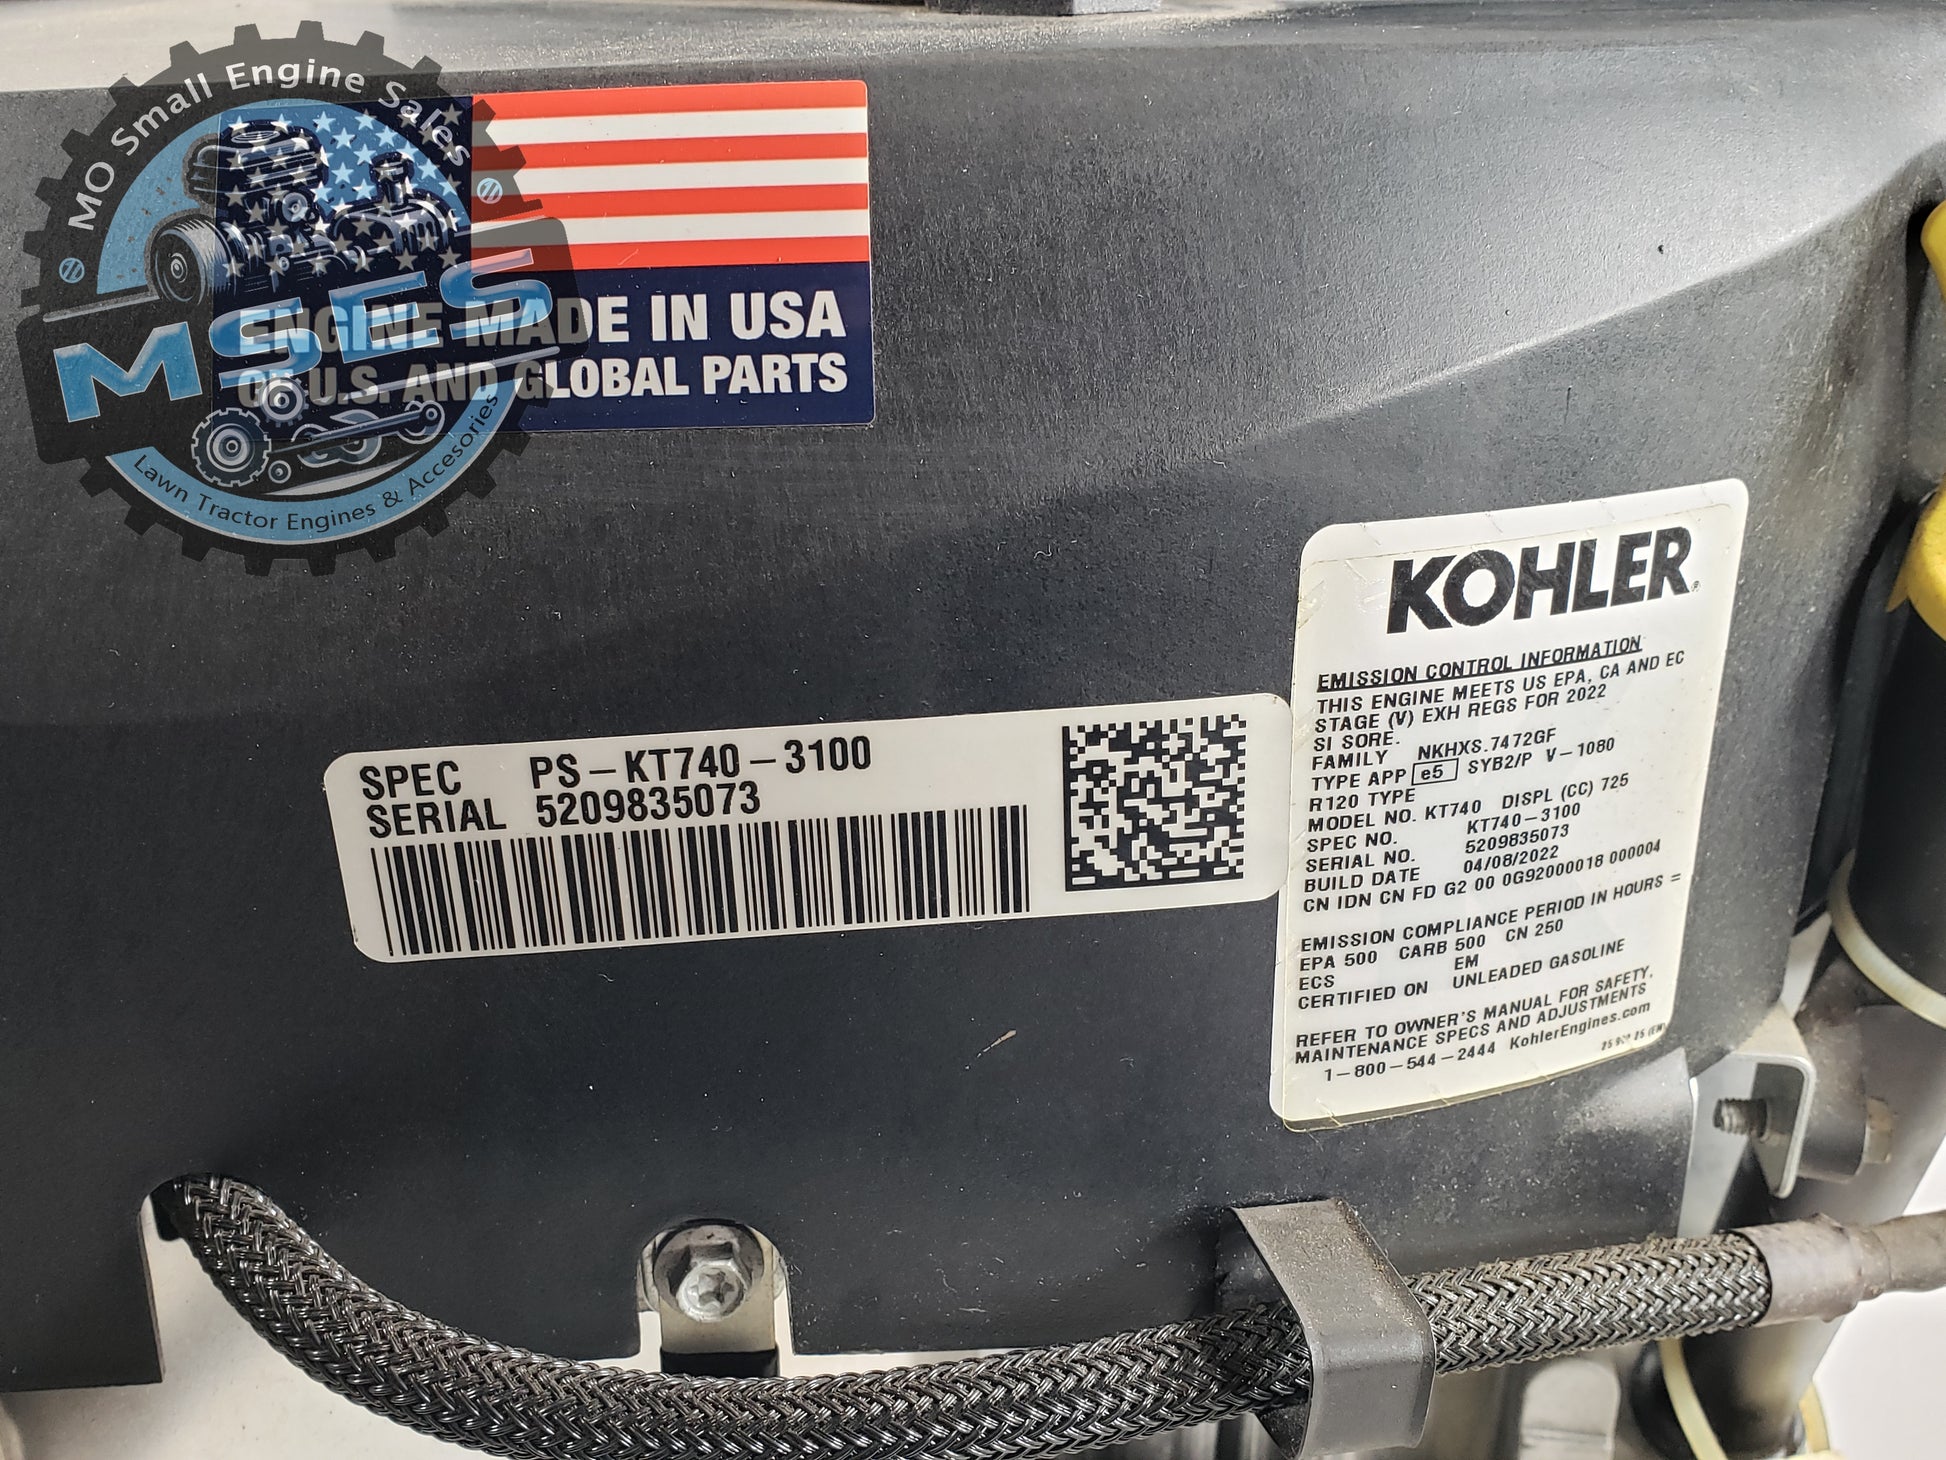 MO Small Engine Sales
MSES
Lawn Tractor Engines & Accesories
ENGINE MADE IN USA
OF U.S. AND GLOBAL PARTS
SPEC PS-KT740-3100
SERIAL 5209835073
KOHLER
EMISSION CONTROL INFORMATION
THIS ENGINE MEETS US EPA, CA AND EC
STAGE (V) EXH REGS FOR 2022
SI SORE.
FAMILY NKHXS.7472GF
TYPE APP e5 SYB2/P V-1080
R120 TYPE
MODEL NO. KT740 DISPL (CC) 725
SPEC NO. KT740-3100
SERIAL NO. 5209835073
BUILD DATE 04/08/2022
CN IDN CN FD G2 00 0G92000018 000004
EMISSION COMPLIANCE PERIOD IN HOURS =
EPA 500 CARB 500 CN 250
ECS EM
CERTIFIED ON UNLEADED GASOLINE
REFER TO OWNER'S MANUAL FOR SAFETY,
MAINTENANCE SPECS AND ADJUSTMENTS
1-800-544-2444 KohlerEngines.com